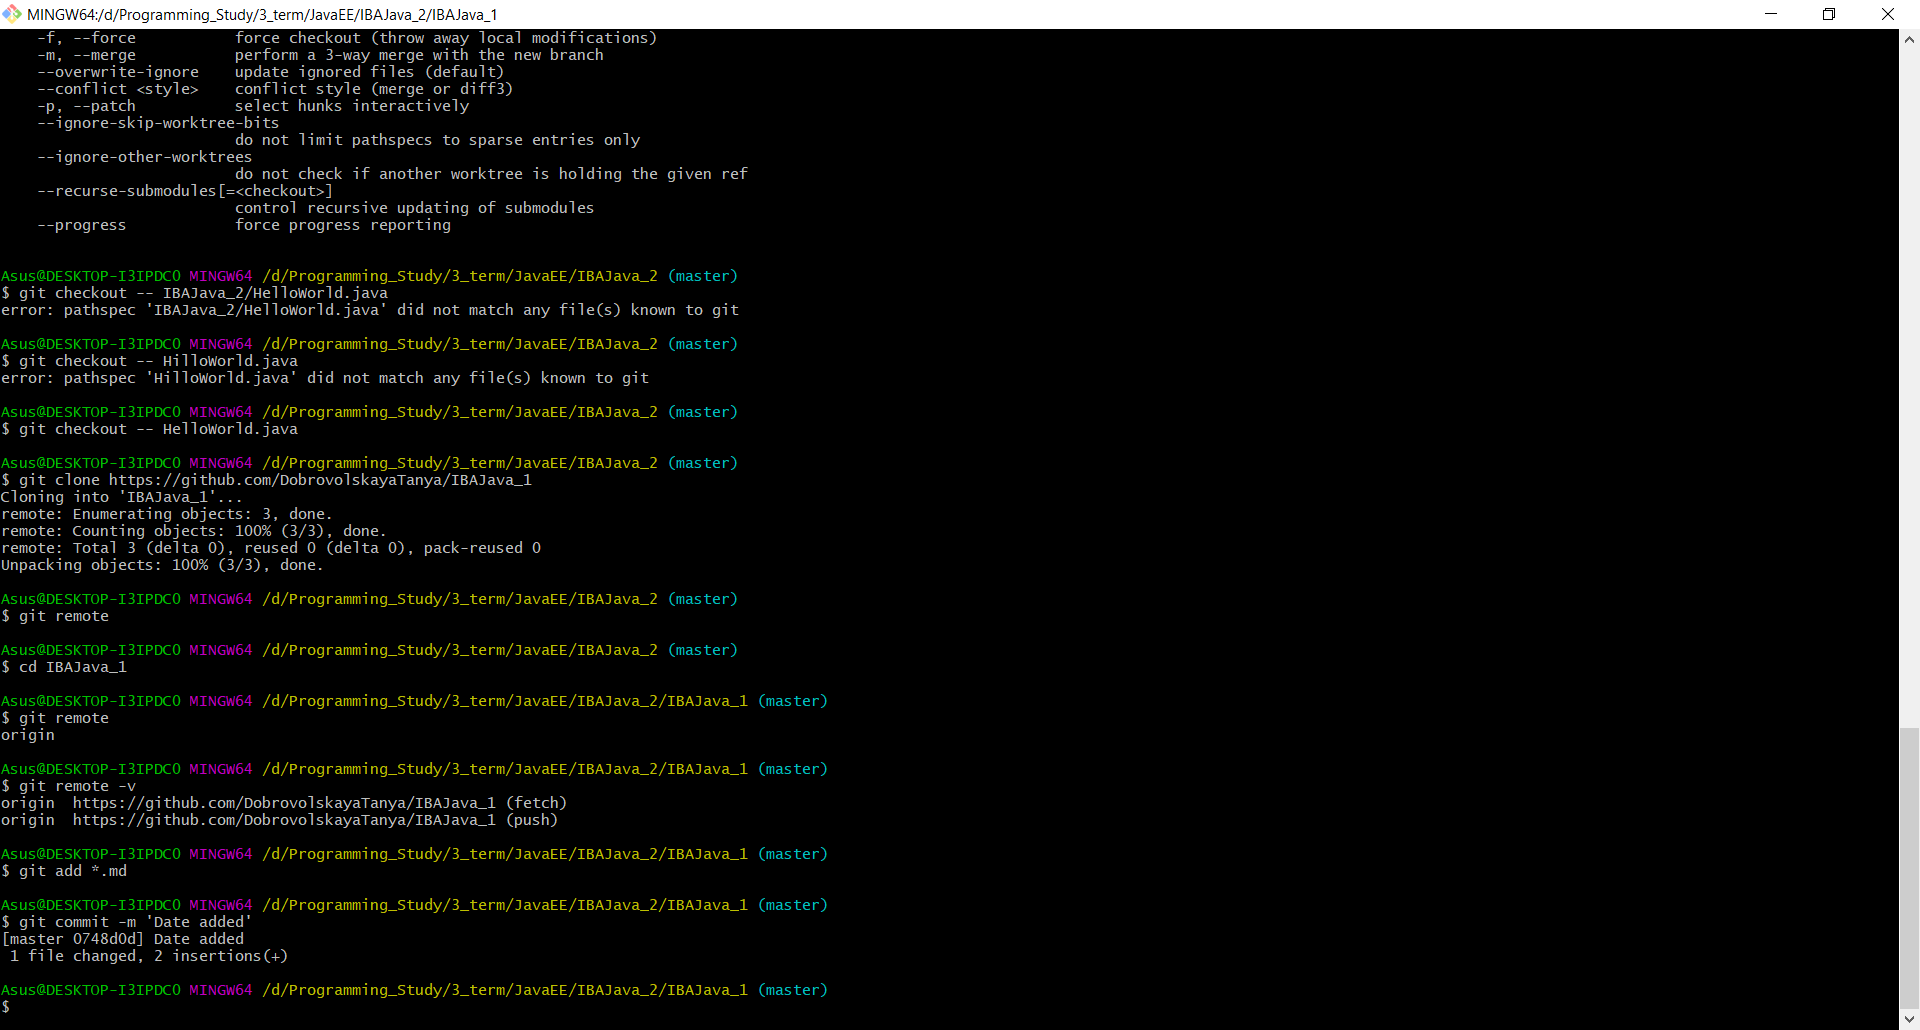 MINGW64:/d/Programming_Study/3_term/JavaEE/IBAJava_2/IBAJava_1
    -f, --force           force checkout (throw away local modifications)
    -m, --merge           perform a 3-way merge with the new branch
    --overwrite-ignore    update ignored files (default)
    --conflict <style>    conflict style (merge or diff3)
    -p, --patch           select hunks interactively
    --ignore-skip-worktree-bits
                          do not limit pathspecs to sparse entries only
    --ignore-other-worktrees
                          do not check if another worktree is holding the given ref
    --recurse-submodules[=<checkout>]
                          control recursive updating of submodules
    --progress            force progress reporting
Asus@DESKTOP-I3IPDC0 MINGW64 /d/Programming_Study/3_term/JavaEE/IBAJava_2 (master)
$ git checkout -- IBAJava_2/HelloWorld.java
error: pathspec 'IBAJava_2/HelloWorld.java' did not match any file(s) known to git
Asus@DESKTOP-I3IPDC0 MINGW64 /d/Programming_Study/3_term/JavaEE/IBAJava_2 (master)
$ git checkout -- HilloWorld.java
error: pathspec 'HilloWorld.java' did not match any file(s) known to git
Asus@DESKTOP-I3IPDC0 MINGW64 /d/Programming_Study/3_term/JavaEE/IBAJava_2 (master)
$ git checkout -- HelloWorld.java
Asus@DESKTOP-I3IPDC0 MINGW64 /d/Programming_Study/3_term/JavaEE/IBAJava_2 (master)
$ git clone https://github.com/DobrovolskayaTanya/IBAJava_1
Cloning into 'IBAJava_1'...
remote: Enumerating objects: 3, done.
remote: Counting objects: 100% (3/3), done.
remote: Total 3 (delta 0), reused 0 (delta 0), pack-reused 0
Unpacking objects: 100% (3/3), done.
Asus@DESKTOP-I3IPDC0 MINGW64 /d/Programming_Study/3_term/JavaEE/IBAJava_2 (master)
$ git remote
Asus@DESKTOP-I3IPDC0 MINGW64 /d/Programming_Study/3_term/JavaEE/IBAJava_2 (master)
$ cd IBAJava_1
Asus@DESKTOP-I3IPDC0 MINGW64 /d/Programming_Study/3_term/JavaEE/IBAJava_2/IBAJava_1 (master)
$ git remote
origin
Asus@DESKTOP-I3IPDC0 MINGW64 /d/Programming_Study/3_term/JavaEE/IBAJava_2/IBAJava_1 (master)
$ git remote -v
origin  https://github.com/DobrovolskayaTanya/IBAJava_1 (fetch)
origin  https://github.com/DobrovolskayaTanya/IBAJava_1 (push)
Asus@DESKTOP-I3IPDC0 MINGW64 /d/Programming_Study/3_term/JavaEE/IBAJava_2/IBAJava_1 (master)
$ git add *.md
Asus@DESKTOP-I3IPDC0 MINGW64 /d/Programming_Study/3_term/JavaEE/IBAJava_2/IBAJava_1 (master)
$ git commit -m 'Date added'
[master 0748d0d] Date added
 1 file changed, 2 insertions(+)
Asus@DESKTOP-I3IPDC0 MINGW64 /d/Programming_Study/3_term/JavaEE/IBAJava_2/IBAJava_1 (master)
$